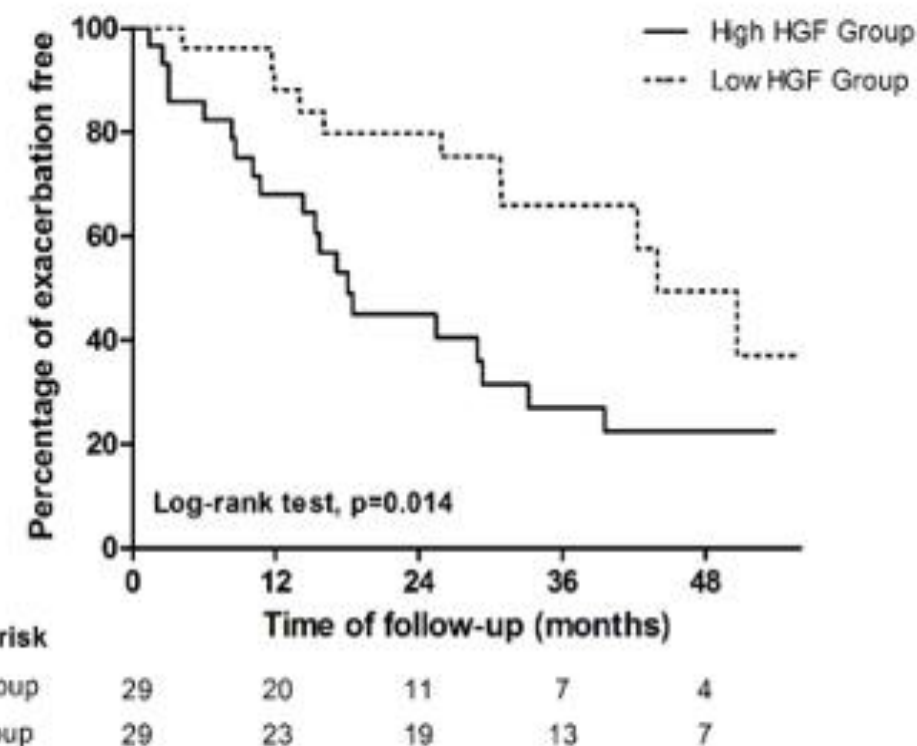 High HGF Group
Low HGF Group
Percentage of exacerbation free
100
80
60
40
20
0
Log-rank test, p=0.014
0 12 24 36 48
Time of follow-up (months)
risk
29 20 11 7 4
29 23 19 13 7